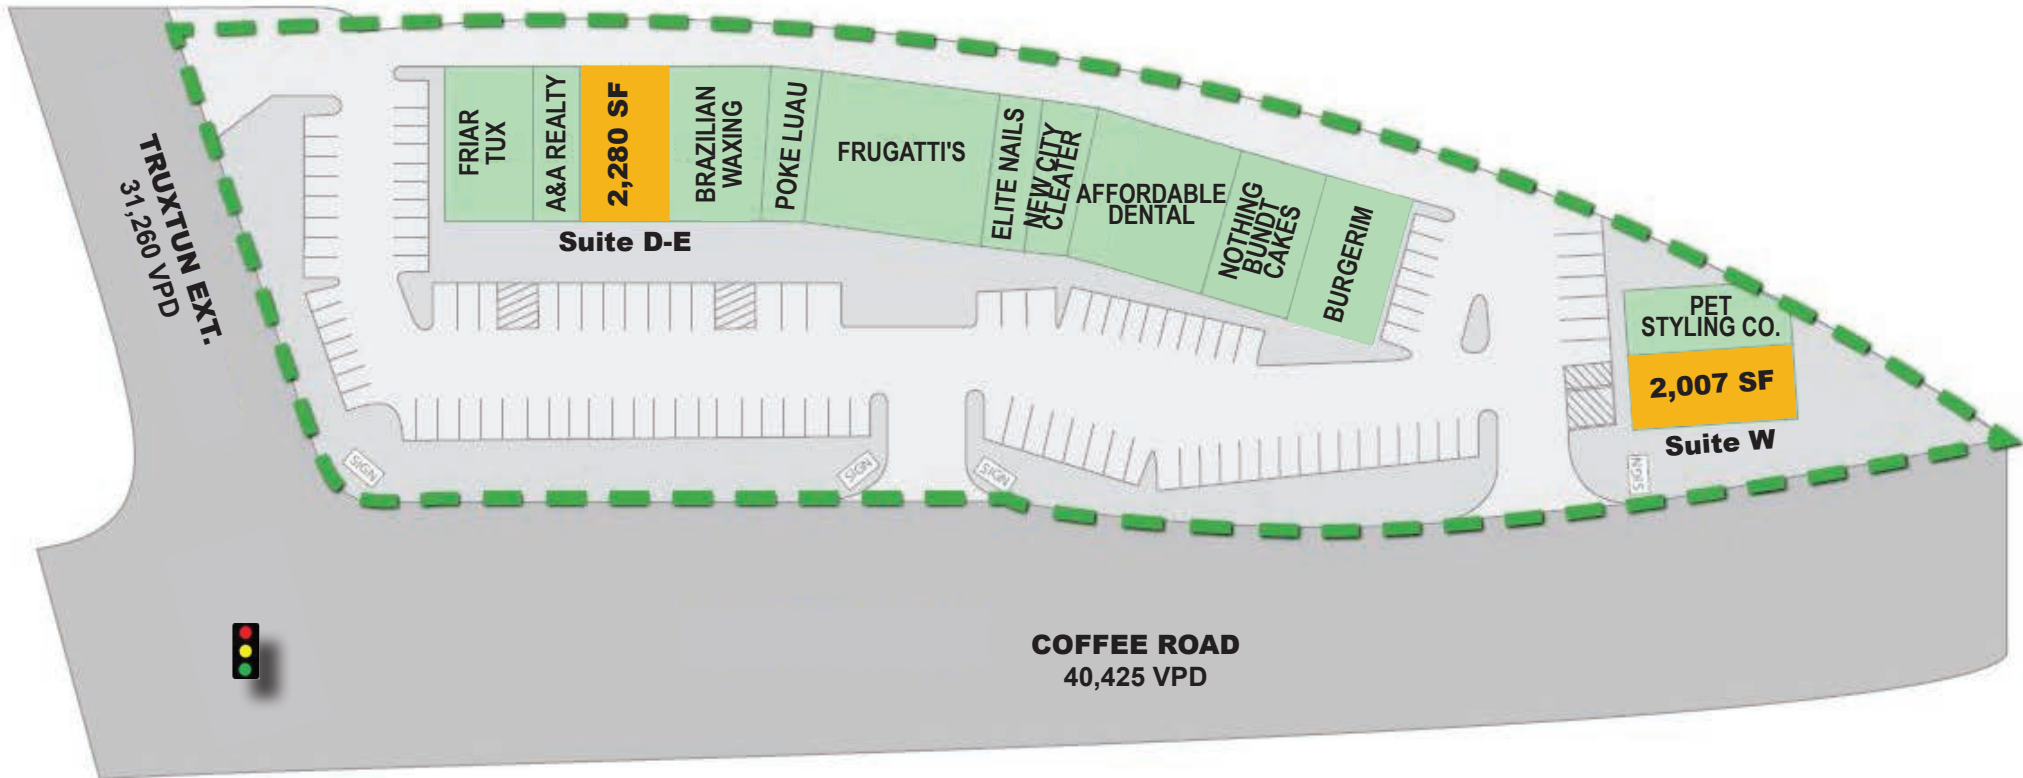 TRUXTUN EXT.
31,260 VPD
FRIAR
TUX
A&A REALTY
2,280 SF
Suite D-E
BRAZILIAN
WAXING
POKE LUAU
FRUGATTI'S
ELITE NAILS
NEW CITY
CLEATER
AFFORDABLE
DENTAL
NOTHING
BUNDT
CAKES
BURGERIM
PET
STYLING CO.
2,007 SF
Suite W
SIGN
SIGN
SIGN
SIGN
COFFEE ROAD
40,425 VPD